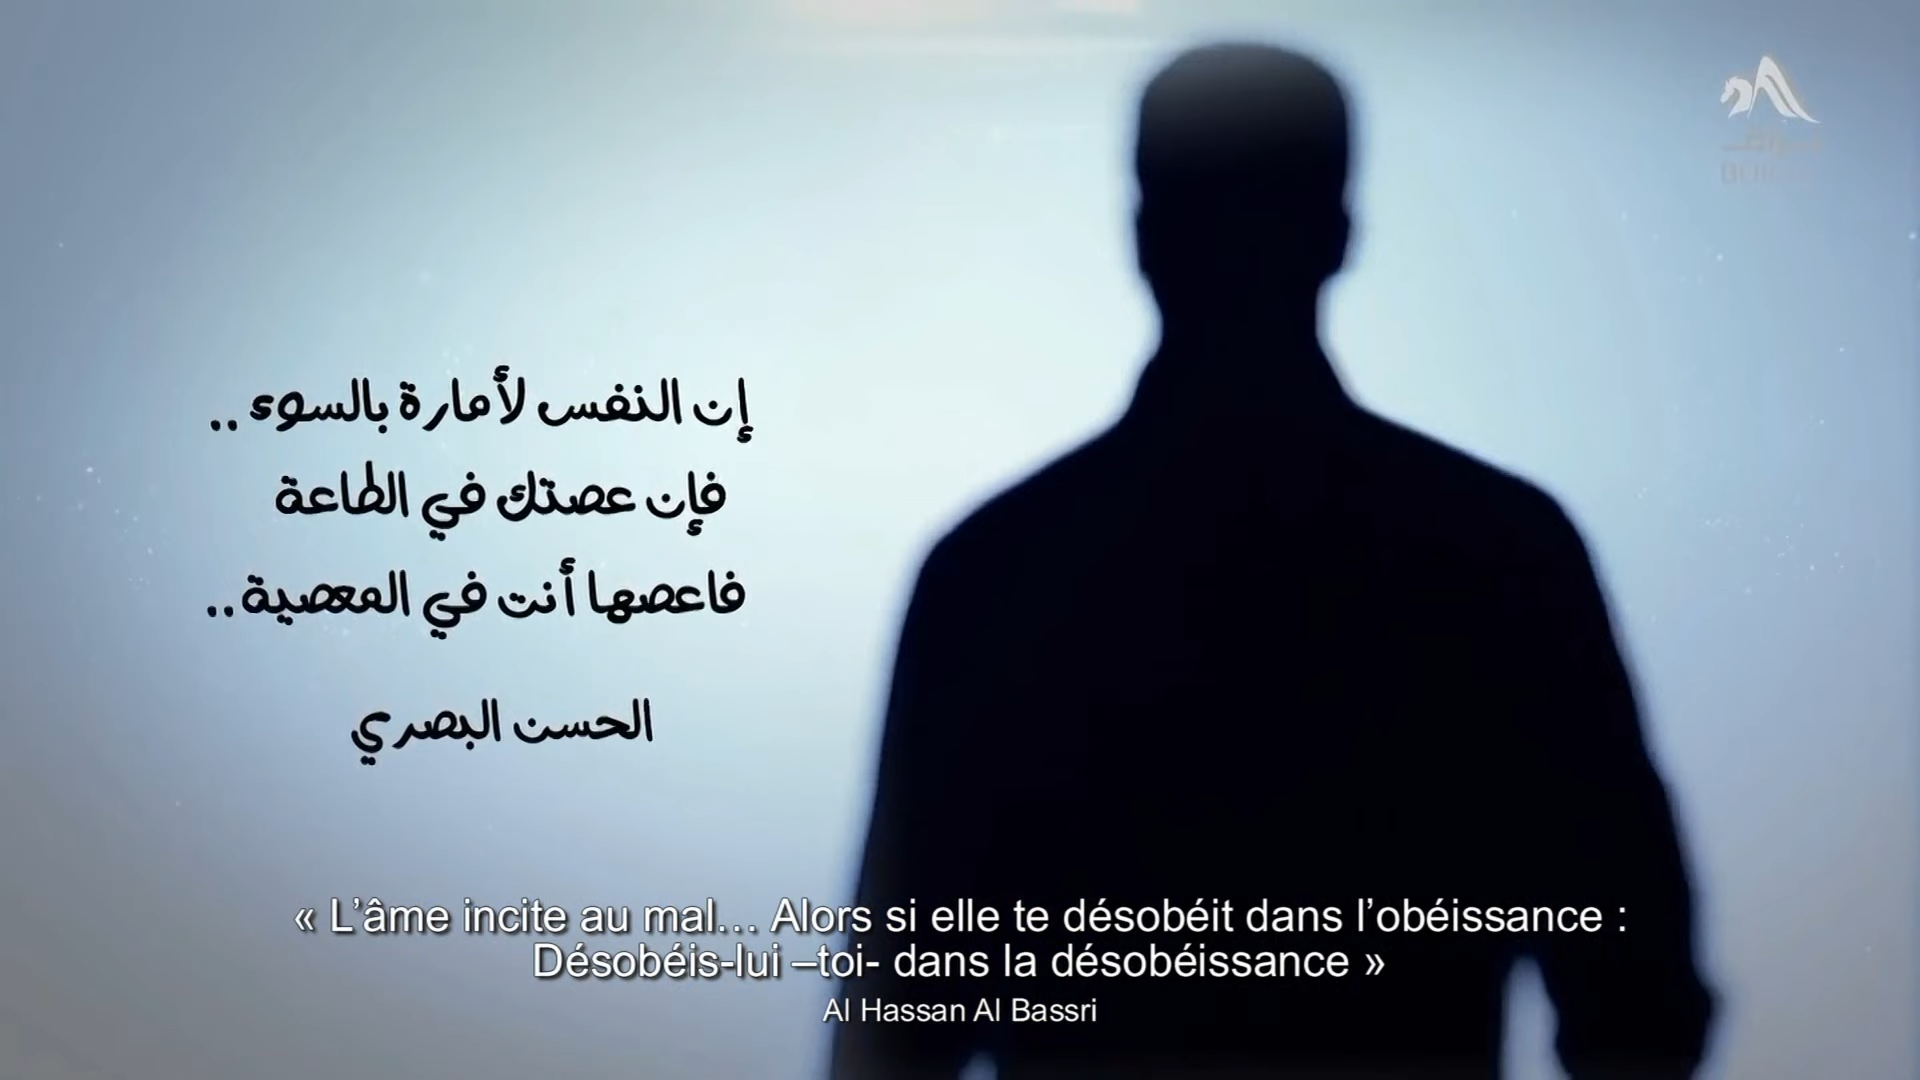 إن النفس لأمارة بالسوء..
فإن عصتك في الطاعة
فاعصها أنت في المعصية..
الحسن البصري
« L’âme incite au mal… Alors si elle te désobéit dans l’obéissance :
Désobéis-lui –toi- dans la désobéissance »
Al Hassan Al Bassri